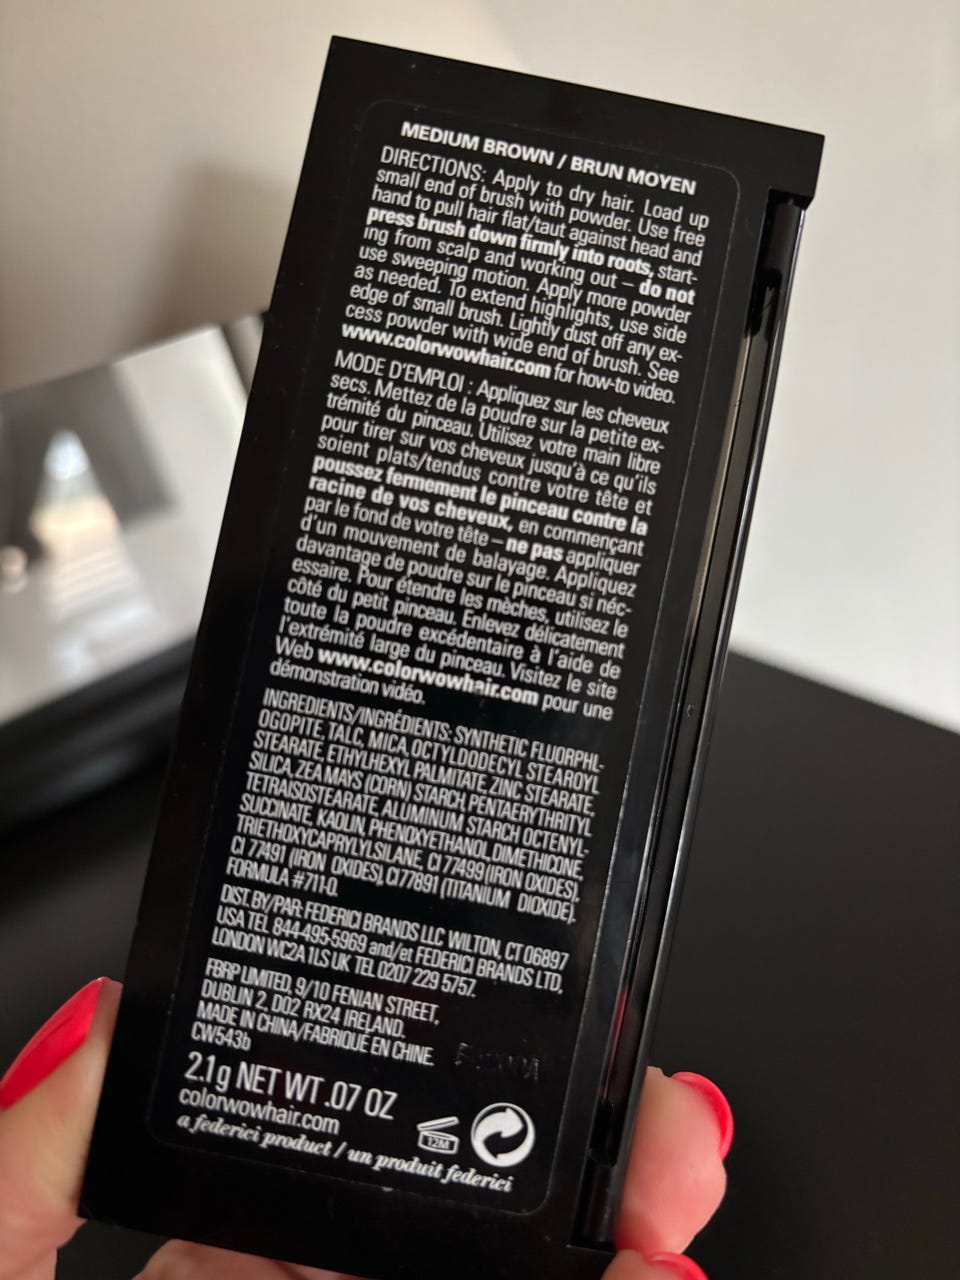 MEDIUM BROWN / BRUN MOYEN
DIRECTIONS: Apply to dry hair. Load up
small end of brush with powder. Use free
hand to pull hair flat/taut against head and
press brush down firmly into roots, start-
ing from scalp and working out – do not
use sweeping motion. Apply more powder
as needed. To extend highlights, use side
edge of small brush. Lightly dust off any ex-
cess powder with wide end of brush. See
www.colorwowhair.com for how-to video.
MODE D'EMPLOI : Appliquez sur les cheveux
secs. Mettez de la poudre sur la petite ex-
trémité du pinceau. Utilisez votre main libre
pour tirer sur vos cheveux jusqu'à ce qu'ils
soient plats/tendus contre votre tête et
poussez fermement le pinceau contre la
racine de vos cheveux, en commençant
par le fond de votre tête – ne pas appliquer
d'un mouvement de balayage. Appliquez
davantage de poudre sur le pinceau si néc-
essaire. Pour étendre les mèches, utilisez le
côté du petit pinceau. Enlevez délicatement
toute la poudre excédentaire à l'aide de
l'extrémité large du pinceau. Visitez le site
Web www.colorwowhair.com pour une
démonstration vidéo.
INGREDIENTS/INGRÉDIENTS: SYNTHETIC FLUORPHL-
OGOPITE, TALC, MICA, OCTYLDODECYL STEAROYL
STEARATE, ETHYLHEXYL PALMITATE, ZINC STEARATE,
SILICA, ZEA MAYS (CORN) STARCH, PENTAERYTHRITYL
TETRAISOSTEARATE, ALUMINUM STARCH OCTENYL-
SUCCINATE, KAOLIN, PHENOXYETHANOL, DIMETHICONE,
TRIETHOXYCAPRYLYLSILANE, CI 77499 (IRON OXIDES),
CI 77491 (IRON OXIDES), CI 77891 (TITANIUM DIOXIDE).
FORMULA #711-0
DIST. BY/PAR: FEDERICI BRANDS LLC WILTON, CT 06897
USA TEL 844-495-5969 and/et FEDERICI BRANDS LTD,
LONDON WC2A 1LS UK TEL 0207 229 5757.
FBRP LIMITED, 9/10 FENIAN STREET,
DUBLIN 2, D02 RX24 IRELAND.
MADE IN CHINA/FABRIQUÉ EN CHINE.
CW543b
2.1g NET WT .07 OZ
colorwowhair.com
a federici product / un produit federici
12M